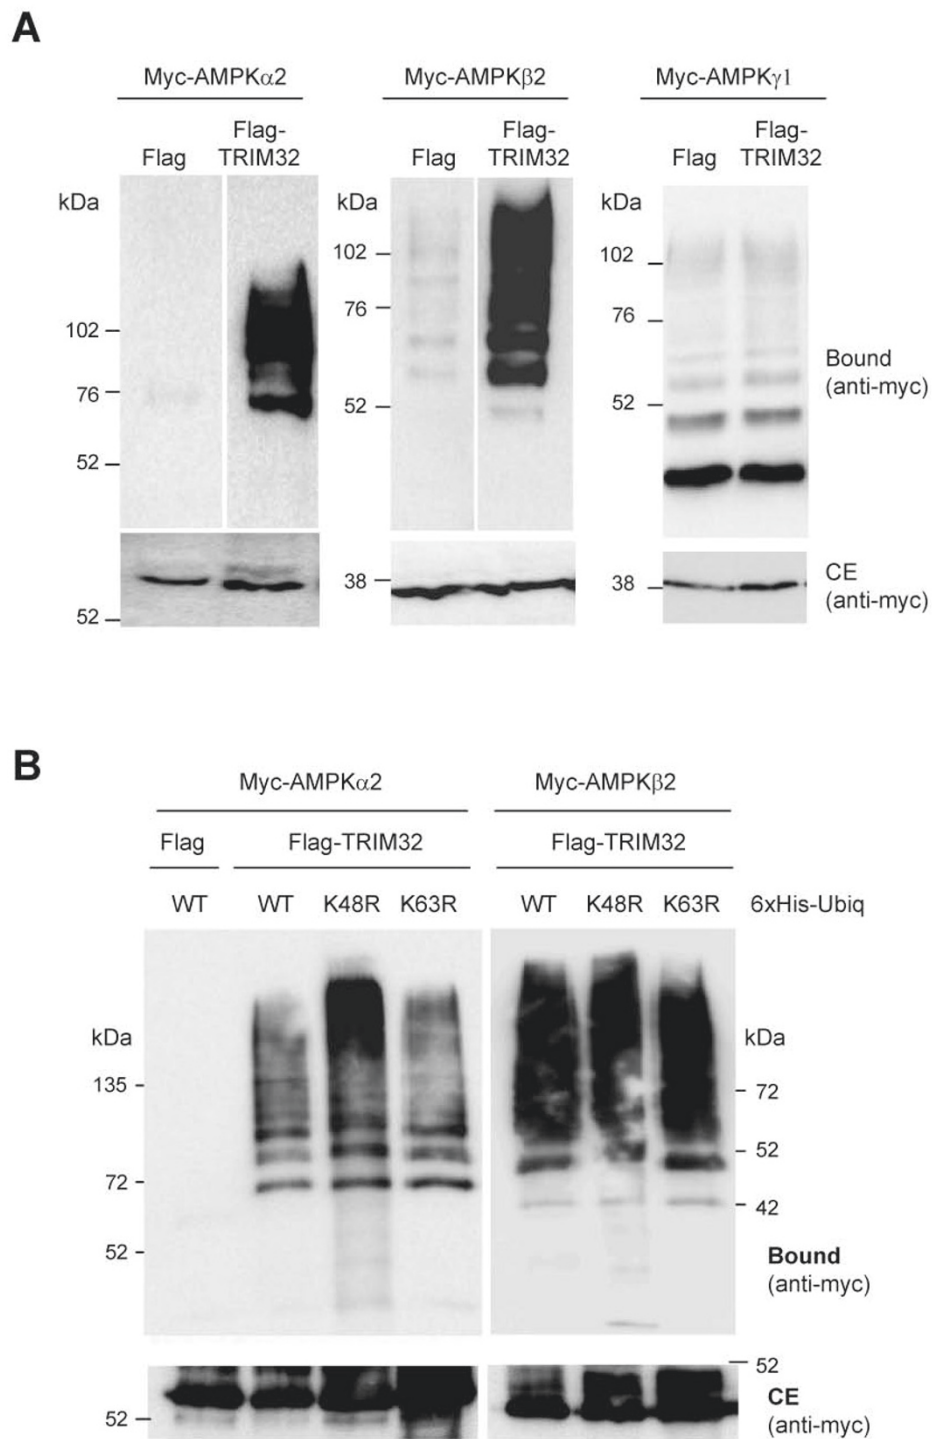 A
Myc-AMPKα2 Myc-AMPKβ2 Myc-AMPKγ1
Flag Flag-TRIM32 Flag Flag-TRIM32 Flag Flag-TRIM32
kDa
102
76
52
52
kDa
102
76
52
38
kDa
102
76
52
38
Bound
(anti-myc)
CE
(anti-myc)
B
Myc-AMPKα2 Myc-AMPKβ2
Flag Flag-TRIM32 Flag-TRIM32
WT WT K48R K63R WT K48R K63R 6xHis-Ubiq
kDa
135
72
52
52
kDa
72
52
42
Bound
(anti-myc)
52
CE
(anti-myc)